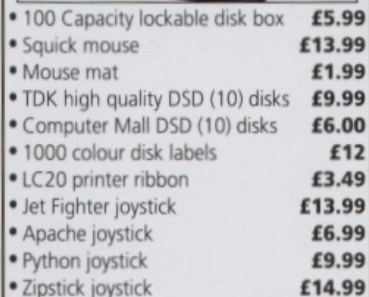 • 100 Capacity lockable disk box £5.99
• Squick mouse £13.99
• Mouse mat £1.99
• TDK high quality DSD (10) disks £9.99
• Computer Mall DSD (10) disks £6.00
• 1000 colour disk labels £12
• LC20 printer ribbon £3.49
• Jet Fighter joystick £13.99
• Apache joystick £6.99
• Python joystick £9.99
• Zipstick joystick £14.99